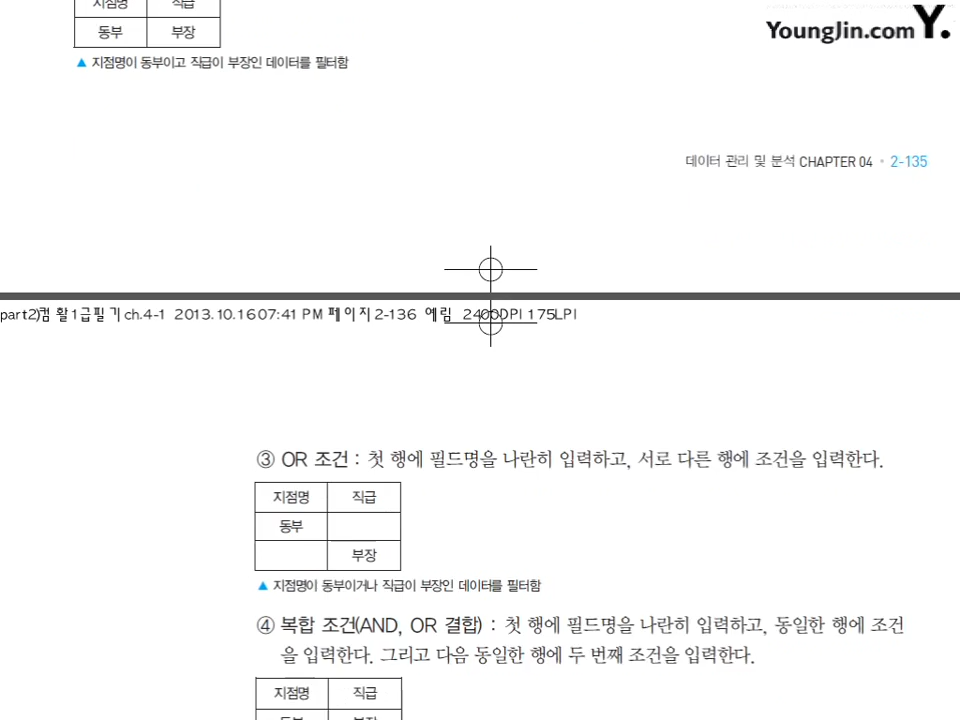 지점명 직급
동부 부장
YoungJin.com Y.
▲ 지점명이 동부이고 직급이 부장인 데이터를 필터함
데이터 관리 및 분석 CHAPTER 04 • 2-135
part2)컴활1급필기ch.4-1 2013.10.16 07:41 PM 페이지2-136 예림 2400DPI 175LPI
③ OR 조건 : 첫 행에 필드명을 나란히 입력하고, 서로 다른 행에 조건을 입력한다.
지점명 직급
동부
부장
▲ 지점명이 동부이거나 직급이 부장인 데이터를 필터함
④ 복합 조건(AND, OR 결합) : 첫 행에 필드명을 나란히 입력하고, 동일한 행에 조건
을 입력한다. 그리고 다음 동일한 행에 두 번째 조건을 입력한다.
지점명 직급
동부 부장